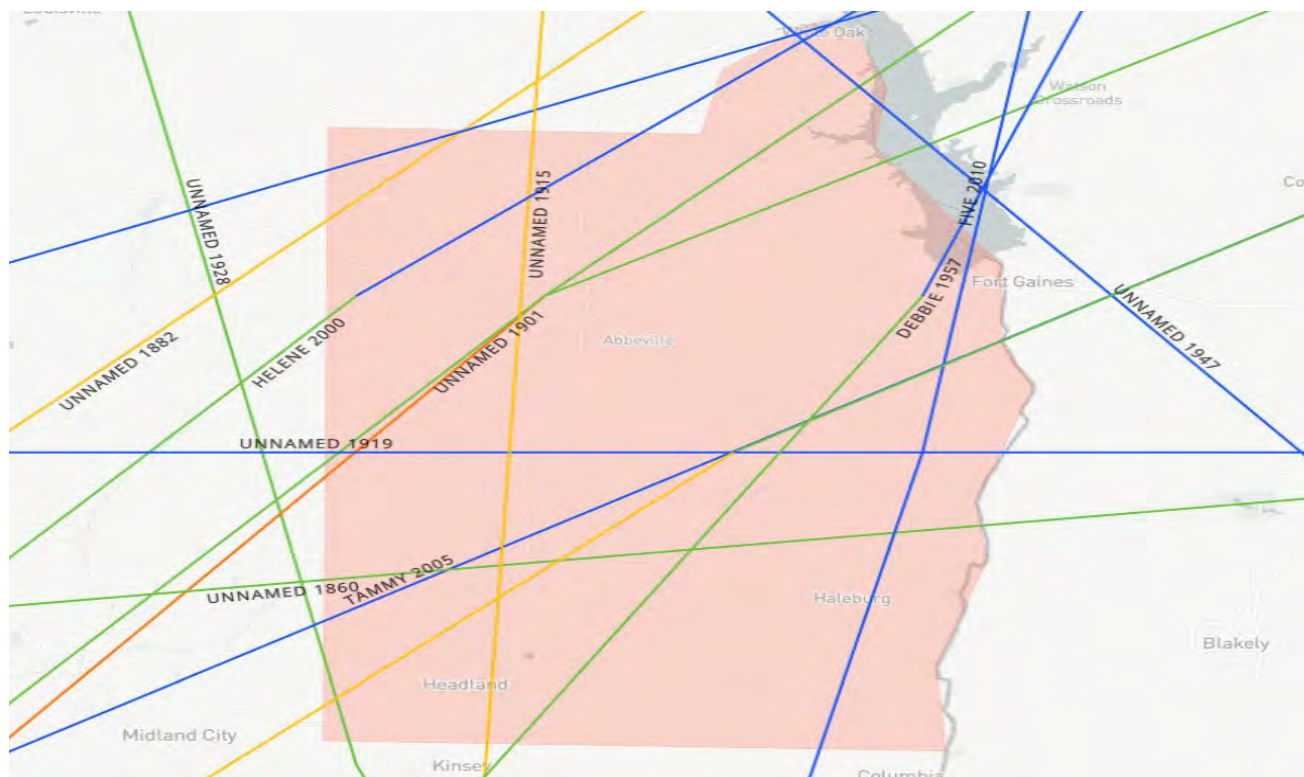 White Oak
Watson
Crossroads
UNNAMED 1928
UNNAMED 1915
FIVE 2010
Co
Fort Gaines
UNNAMED 1947
DEBBIE 1957
UNNAMED 1882
HELENE 2000
UNNAMED 1901
Abbeville
UNNAMED 1919
UNNAMED 1860
TAMMY 2005
Haleburg
Blakely
Headland
Midland City
Kinsey
Columbia